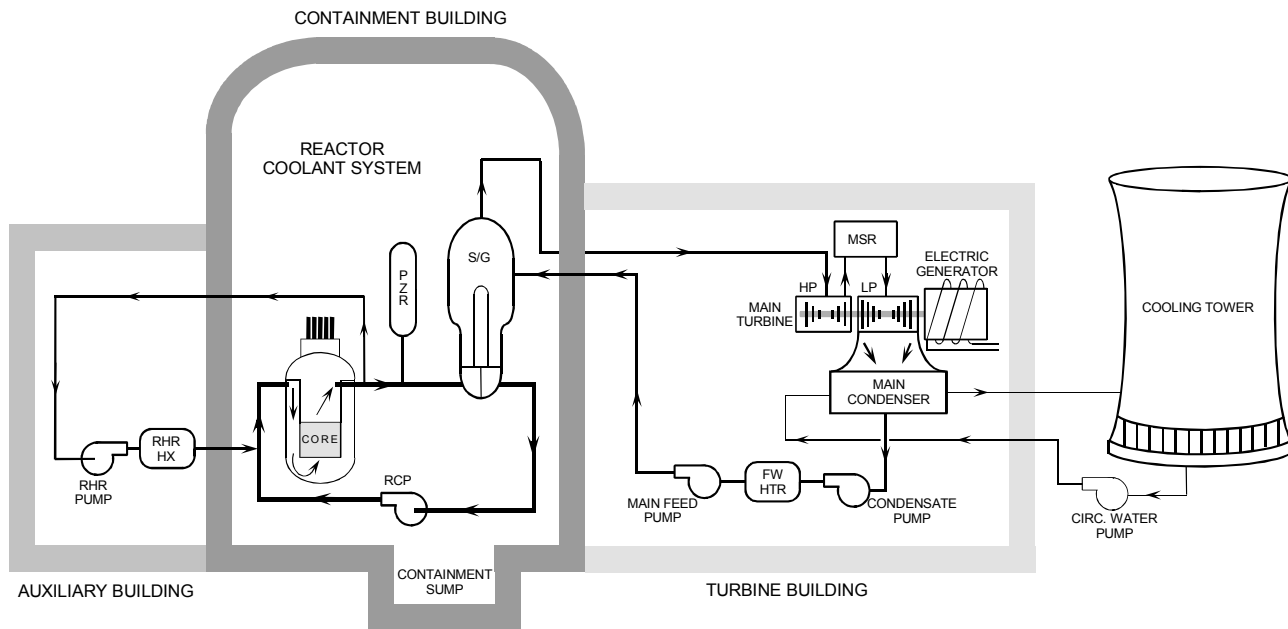 CONTAINMENT BUILDING
REACTOR
COOLANT SYSTEM
S/G
PZR
MSR
ELECTRIC
GENERATOR
HP
LP
MAIN
TURBINE
COOLING TOWER
MAIN
CONDENSER
CORE
RHR
HX
RHR
PUMP
RCP
MAIN FEED
PUMP
FW
HTR
CONDENSATE
PUMP
CIRC. WATER
PUMP
CONTAINMENT
SUMP
AUXILIARY BUILDING
TURBINE BUILDING